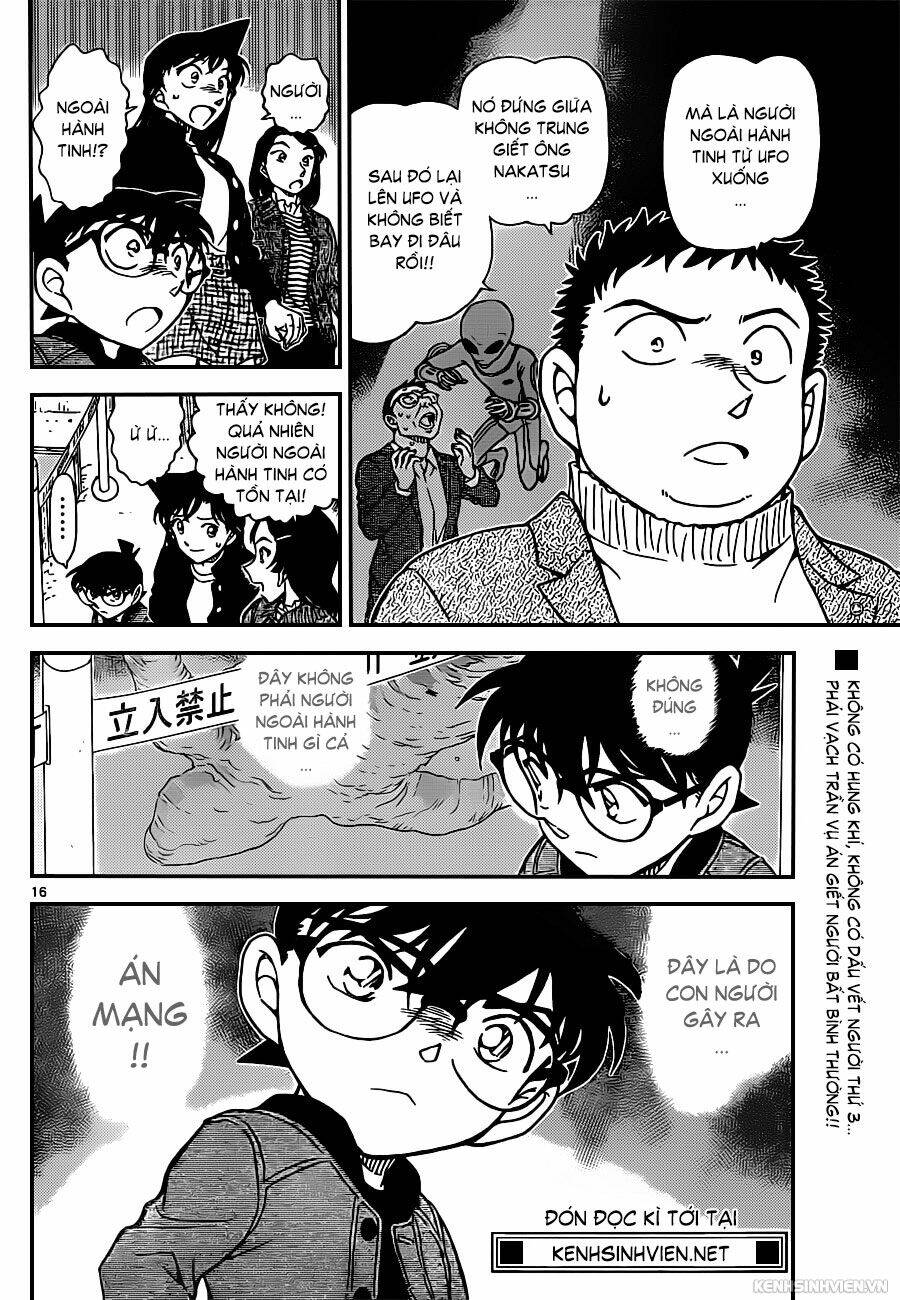 MÀ LÀ NGƯỜI
NGOÀI HÀNH
TINH TỪ UFO
XUỐNG
...
NÓ ĐỨNG GIỮA
KHÔNG TRUNG
GIẾT ÔNG
NAKATSU
...
SAU ĐÓ LẠI
LÊN UFO VÀ
KHÔNG BIẾT
BAY ĐI ĐÂU
RỒI!!
NGƯỜI
...
NGOÀI
HÀNH
TINH!?
THẤY KHÔNG!
QUẢ NHIÊN
NGƯỜI NGOÀI
HÀNH TINH CÓ
TỒN TẠI!
Ừ Ừ...
......
KHÔNG
ĐÚNG
...
ĐÂY KHÔNG
PHẢI NGƯỜI
NGOÀI HÀNH
TINH GÌ CẢ
...
立入禁止
立入
16
ĐÂY LÀ DO
CON NGƯỜI
GÂY RA
...
ÁN
MẠNG
!!
KHÔNG CÓ HUNG KHÍ, KHÔNG CÓ DẤU VẾT NGƯỜI THỨ 3...
PHẢI VẠCH TRẦN VỤ ÁN GIẾT NGƯỜI BẤT BÌNH THƯỜNG!!
ĐÓN ĐỌC KÌ TỚI TẠI
KENHSINHVIEN.NET
KENHSINHVIEN.VN